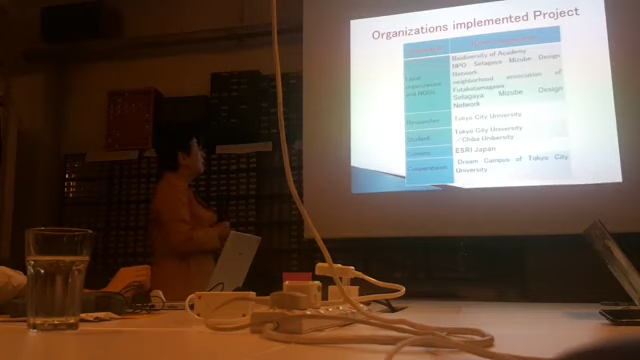 Organizations implemented Project
Biodiversity of Academy
NPO Setagaya Mizube Design
Network
neighborhood association of
Futakotamagawa
Setagaya Mizube Design
Network
Local
and NGOs
Researcher
Tokyo City University
Student
Tokyo City University
/Chiba University
Company
ESRI Japan
Cooperation
Dream Campus of Tokyo City
University